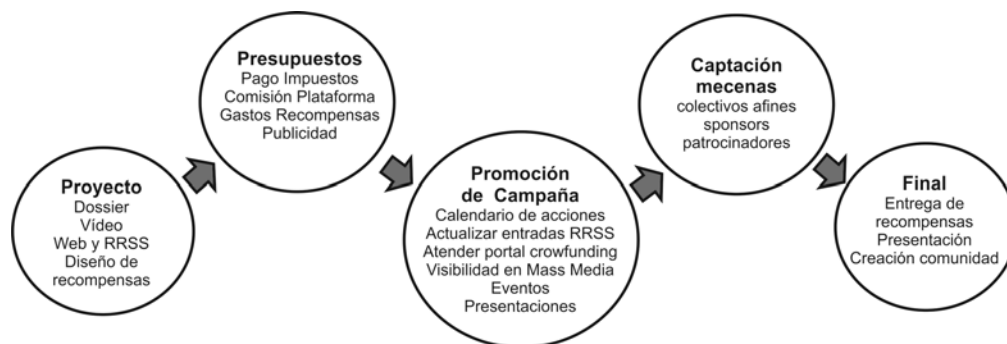 Proyecto
Dossier
Vídeo
Web y RRSS
Diseño de
recompensas
Presupuestos
Pago Impuestos
Comisión Plataforma
Gastos Recompensas
Publicidad
Promoción
de Campaña
Calendario de acciones
Actualizar entradas RRSS
Atender portal crowfunding
Visibilidad en Mass Media
Eventos
Presentaciones
Captación
mecenas
colectivos afines
sponsors
patrocinadores
Final
Entrega de
recompensas
Presentación
Creación comunidad